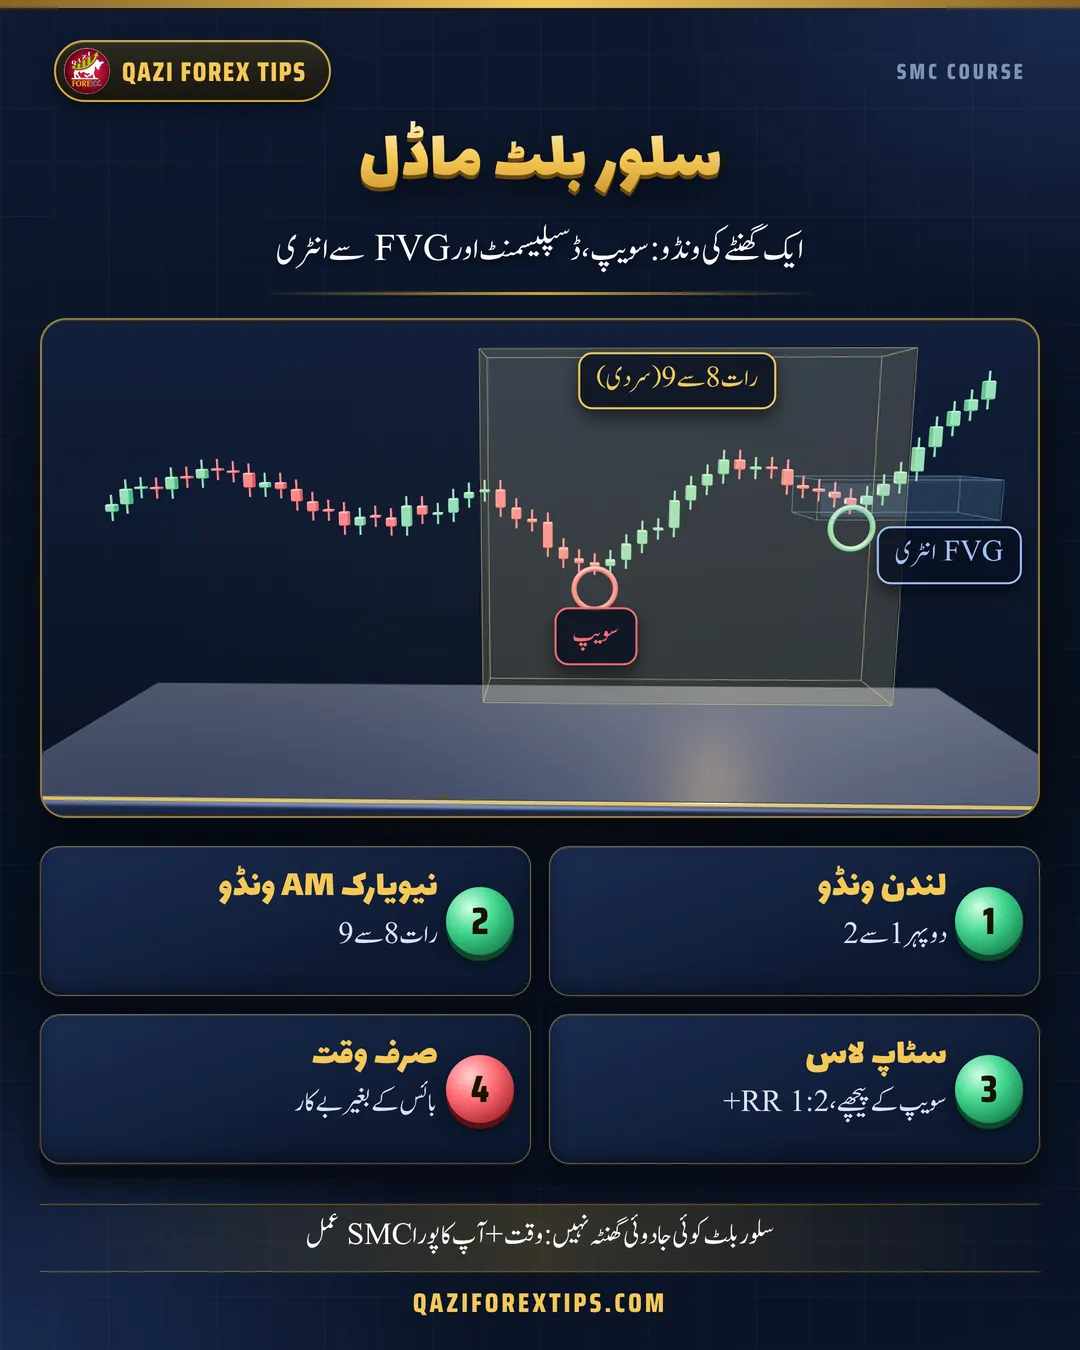 QAZI FOREX TIPS
SMC COURSE
سلور بلٹ ماڈل
ایک گھنٹے کی ونڈو: سویپ، ڈسپلیسمنٹ اور FVG سے انٹری
رات 8 سے 9 (سردی)
FVG انٹری
سویپ
1
لندن ونڈو
دوپہر 1 سے 2
2
نیویارک AM ونڈو
رات 8 سے 9
3
سٹاپ لاس
سویپ کے پیچھے، RR 1:2+
4
صرف وقت
بائس کے بغیر بے کار
سلور بلٹ کوئی جادوئی گھنٹہ نہیں: وقت + آپ کا پورا SMC عمل
QAZIFOREXTIPS.COM